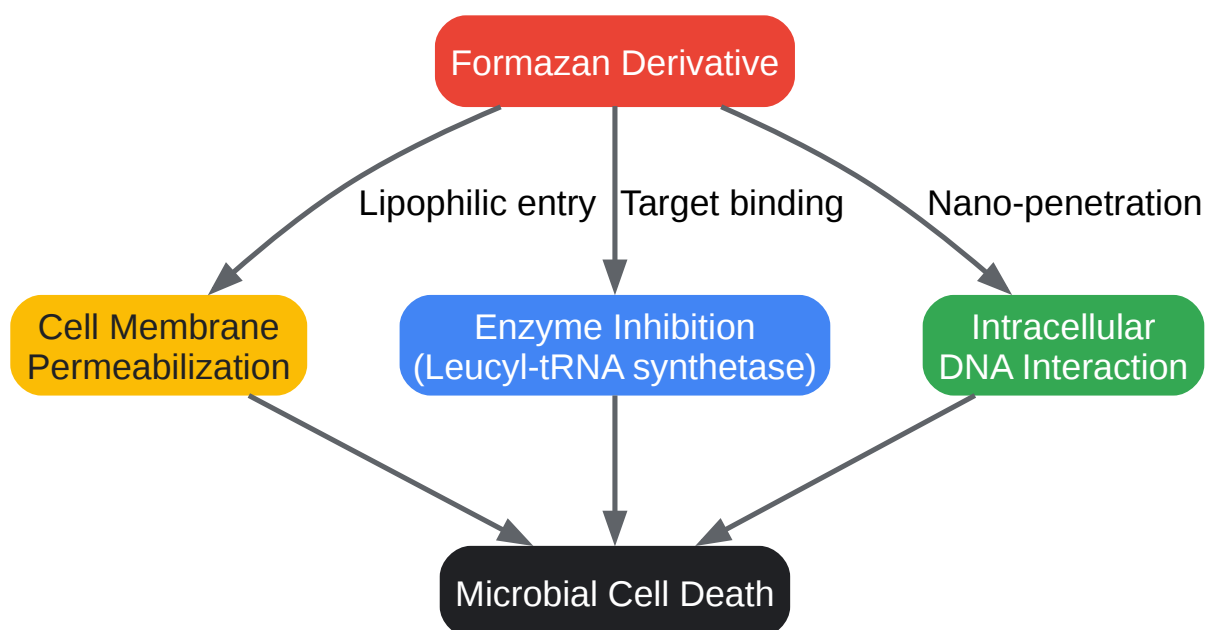 Formazan Derivative
Lipophilic entry
Target binding
Nano-penetration
Cell Membrane
Permeabilization
Enzyme Inhibition
(Leucyl-tRNA synthetase)
Intracellular
DNA Interaction
Microbial Cell Death